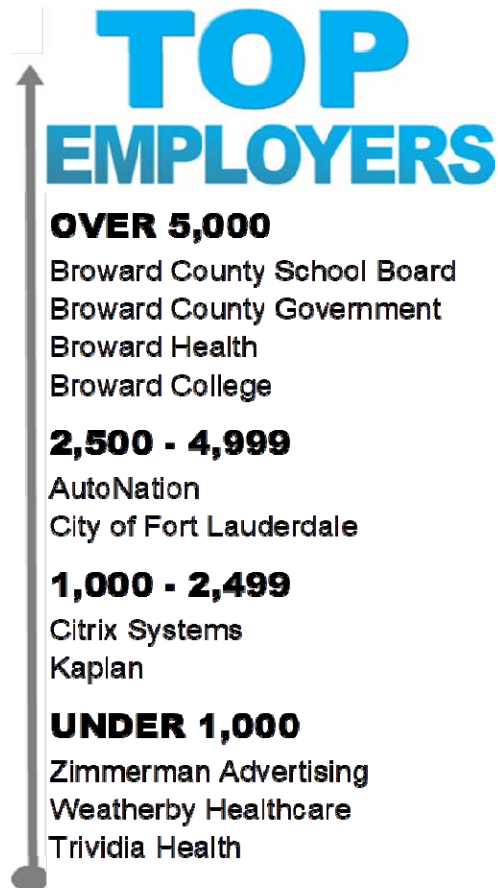 TOP
EMPLOYERS
OVER 5,000
Broward County School Board
Broward County Government
Broward Health
Broward College
2,500 - 4,999
AutoNation
City of Fort Lauderdale
1,000 - 2,499
Citrix Systems
Kaplan
UNDER 1,000
Zimmerman Advertising
Weatherby Healthcare
Trividia Health